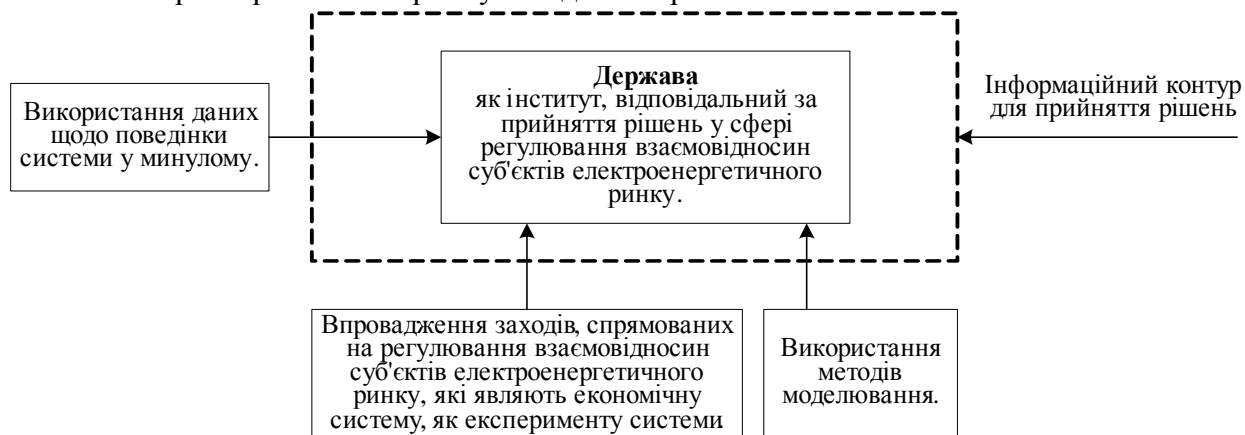 Держава
як інститут, відповідальний за
прийняття рішень у сфері
регулювання взаємовідносин
суб'єктів електроенергетичного
ринку.
Використання даних
щодо поведінки
системи у минулому.
Інформаційний контур
для прийняття рішень
Впровадження заходів, спрямованих
на регулювання взаємовідносин
суб'єктів електроенергетичного
ринку, які являють економічну
систему, як експерименту системи
Використання
методів
моделювання.